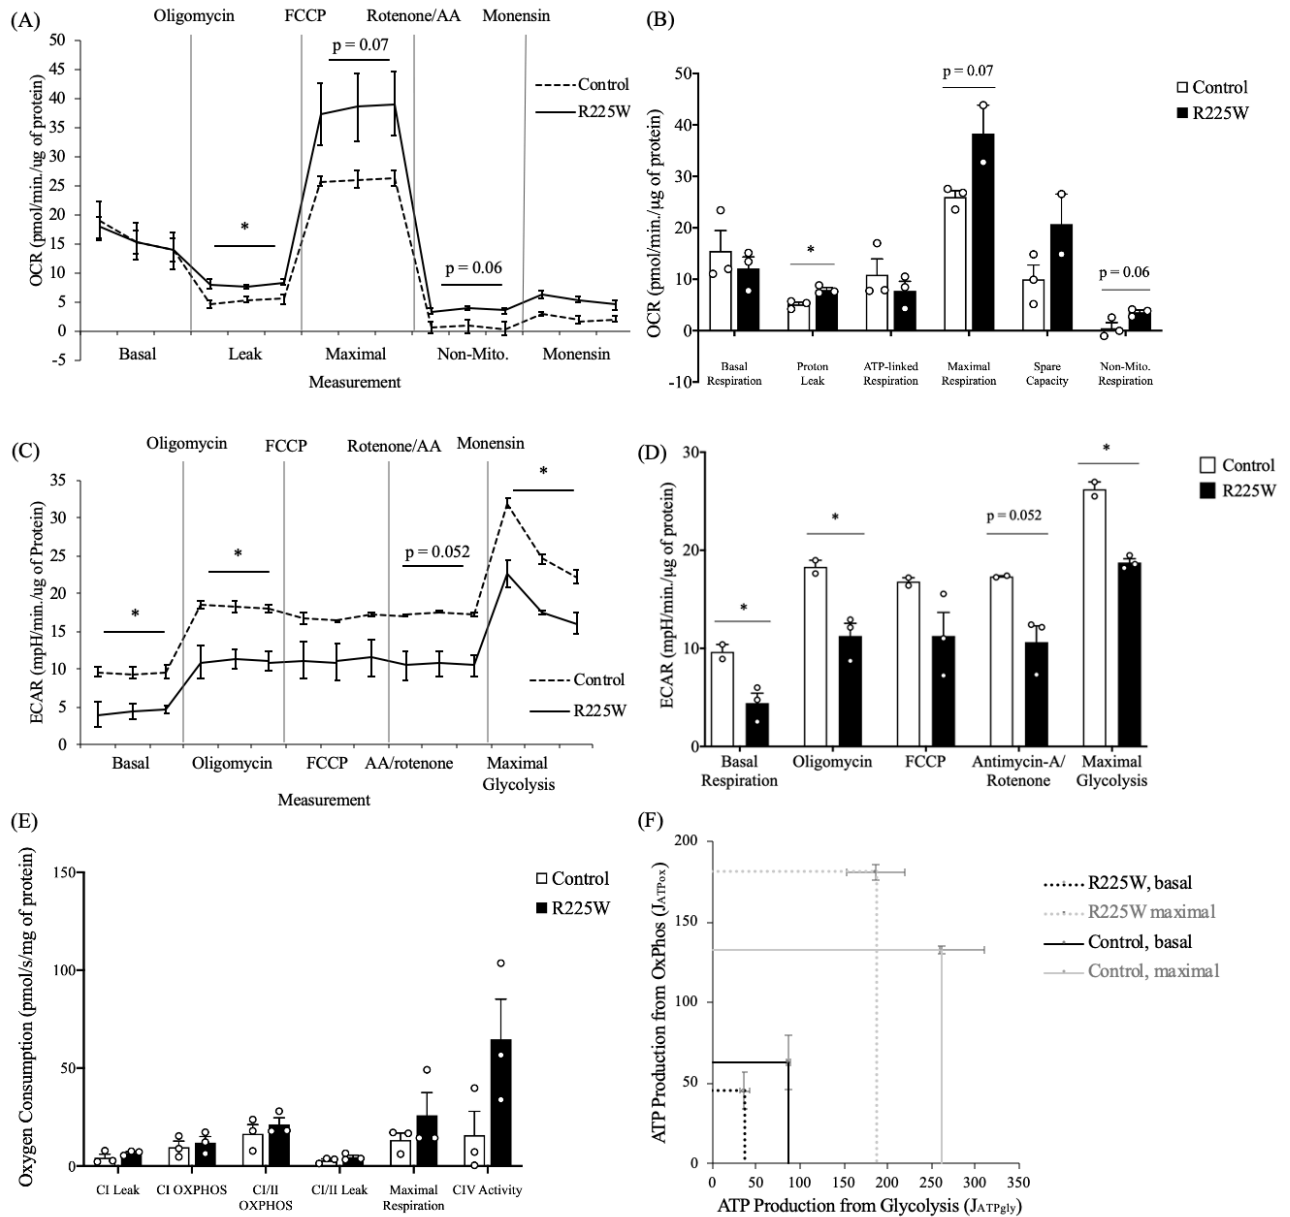 (A)
Oligomycin FCCP Rotenone/AA Monensin
50
45
40
35
30
25
20
15
10
5
0
-5
OCR (pmol/min./ug of protein)
p = 0.07
*
p = 0.06
Control
R225W
Basal Leak Maximal Non-Mito. Monensin
Measurement
(B)
50
40
30
20
10
0
-10
OCR (pmol/min./µg of protein)
*
p = 0.07
p = 0.06
Control
R225W
Basal Respiration
Proton Leak
ATP-linked Respiration
Maximal Respiration
Spare Capacity
Non-Mito. Respiration
(C)
Oligomycin FCCP Rotenone/AA Monensin
35
30
25
20
15
10
5
0
ECAR (mpH/min./ug of Protein)
*
*
p = 0.052
*
Control
R225W
Basal Oligomycin FCCP AA/rotenone Maximal
Glycolysis
Measurement
(D)
30
20
10
0
ECAR (mpH/min./µg of protein)
*
*
p = 0.052
*
Control
R225W
Basal Respiration
Oligomycin
FCCP
Antimycin-A/ Rotenone
Maximal Glycolysis
(E)
150
100
50
0
Oxygen Consumption (pmol/s/mg of protein)
Control
R225W
CI Leak
CI OXPHOS
CI/II OXPHOS
CI/II Leak
Maximal Respiration
CIV Activity
(F)
200
150
100
50
0
ATP Production from OxPhos (JATPox)
R225W, basal
R225W maximal
Control, basal
Control, maximal
0 50 100 150 200 250 300 350
ATP Production from Glycolysis (JATPgly)